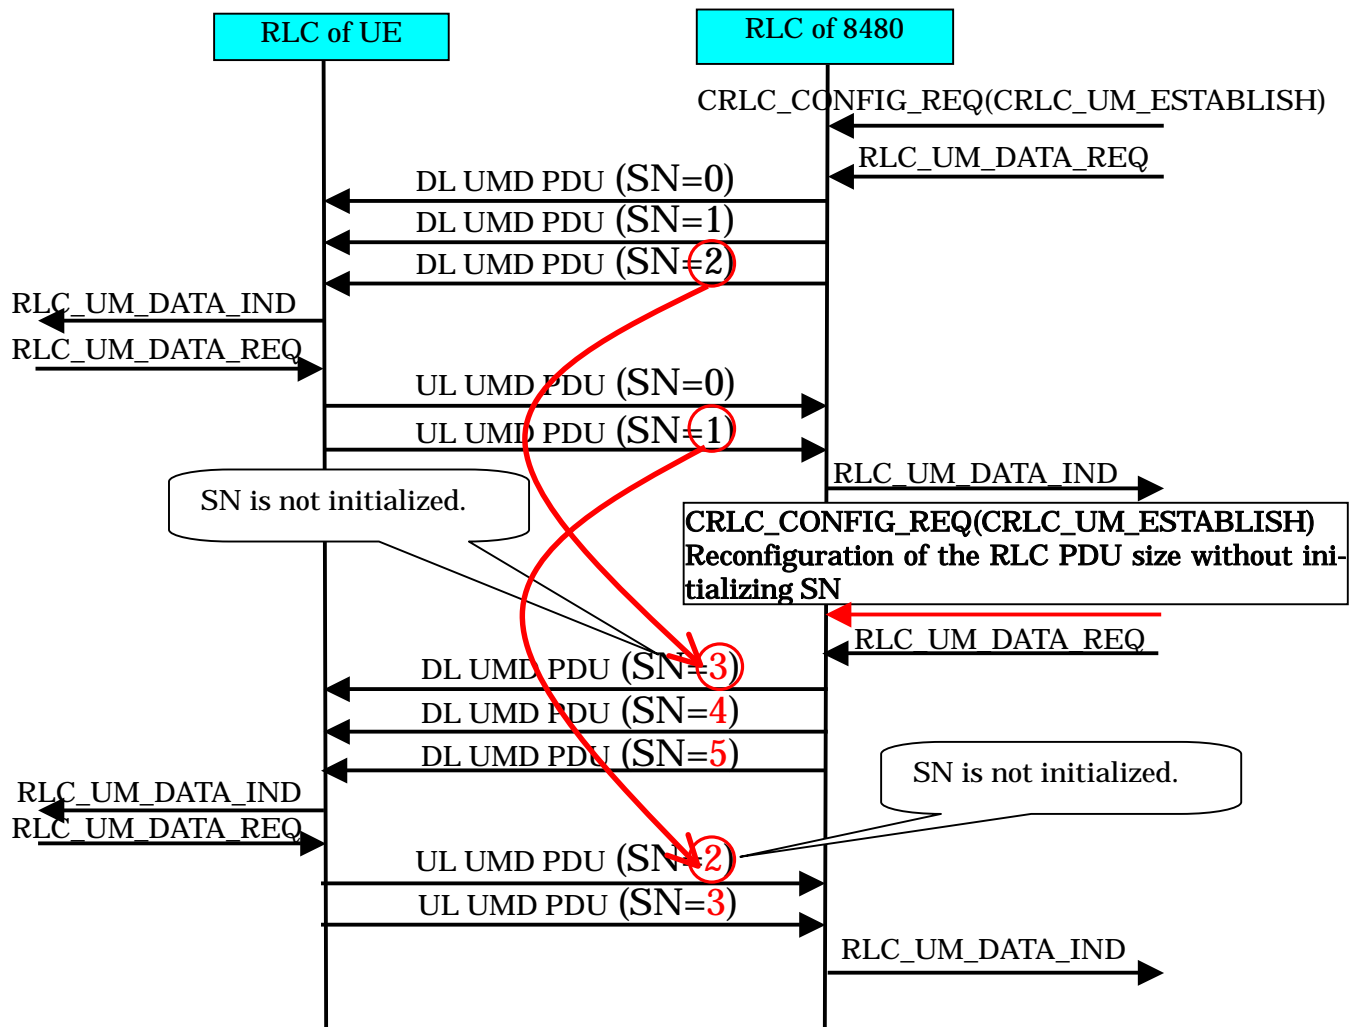 RLC of UE
RLC of 8480
CRLC_CONFIG_REQ(CRLC_UM_ESTABLISH)
RLC_UM_DATA_REQ
DL UMD PDU (SN=0)
DL UMD PDU (SN=1)
DL UMD PDU (SN=2)
RLC_UM_DATA_IND
RLC_UM_DATA_REQ
UL UMD PDU (SN=0)
UL UMD PDU (SN=1)
RLC_UM_DATA_IND
SN is not initialized.
CRLC_CONFIG_REQ(CRLC_UM_ESTABLISH)
Reconfiguration of the RLC PDU size without ini-
tializing SN
RLC_UM_DATA_REQ
DL UMD PDU (SN=3)
DL UMD PDU (SN=4)
DL UMD PDU (SN=5)
SN is not initialized.
RLC_UM_DATA_IND
RLC_UM_DATA_REQ
UL UMD PDU (SN=2)
UL UMD PDU (SN=3)
RLC_UM_DATA_IND